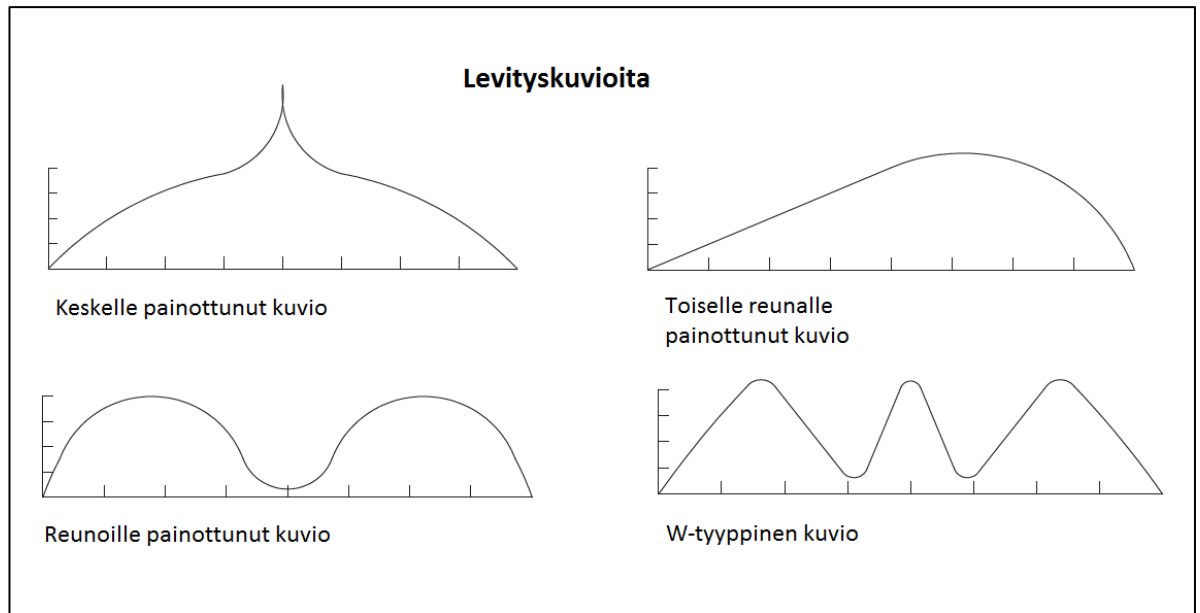 Levityskuvioita
Keskelle painottunut kuvio
Toiselle reunalle
painottunut kuvio
Reunoille painottunut kuvio
W-tyyppinen kuvio